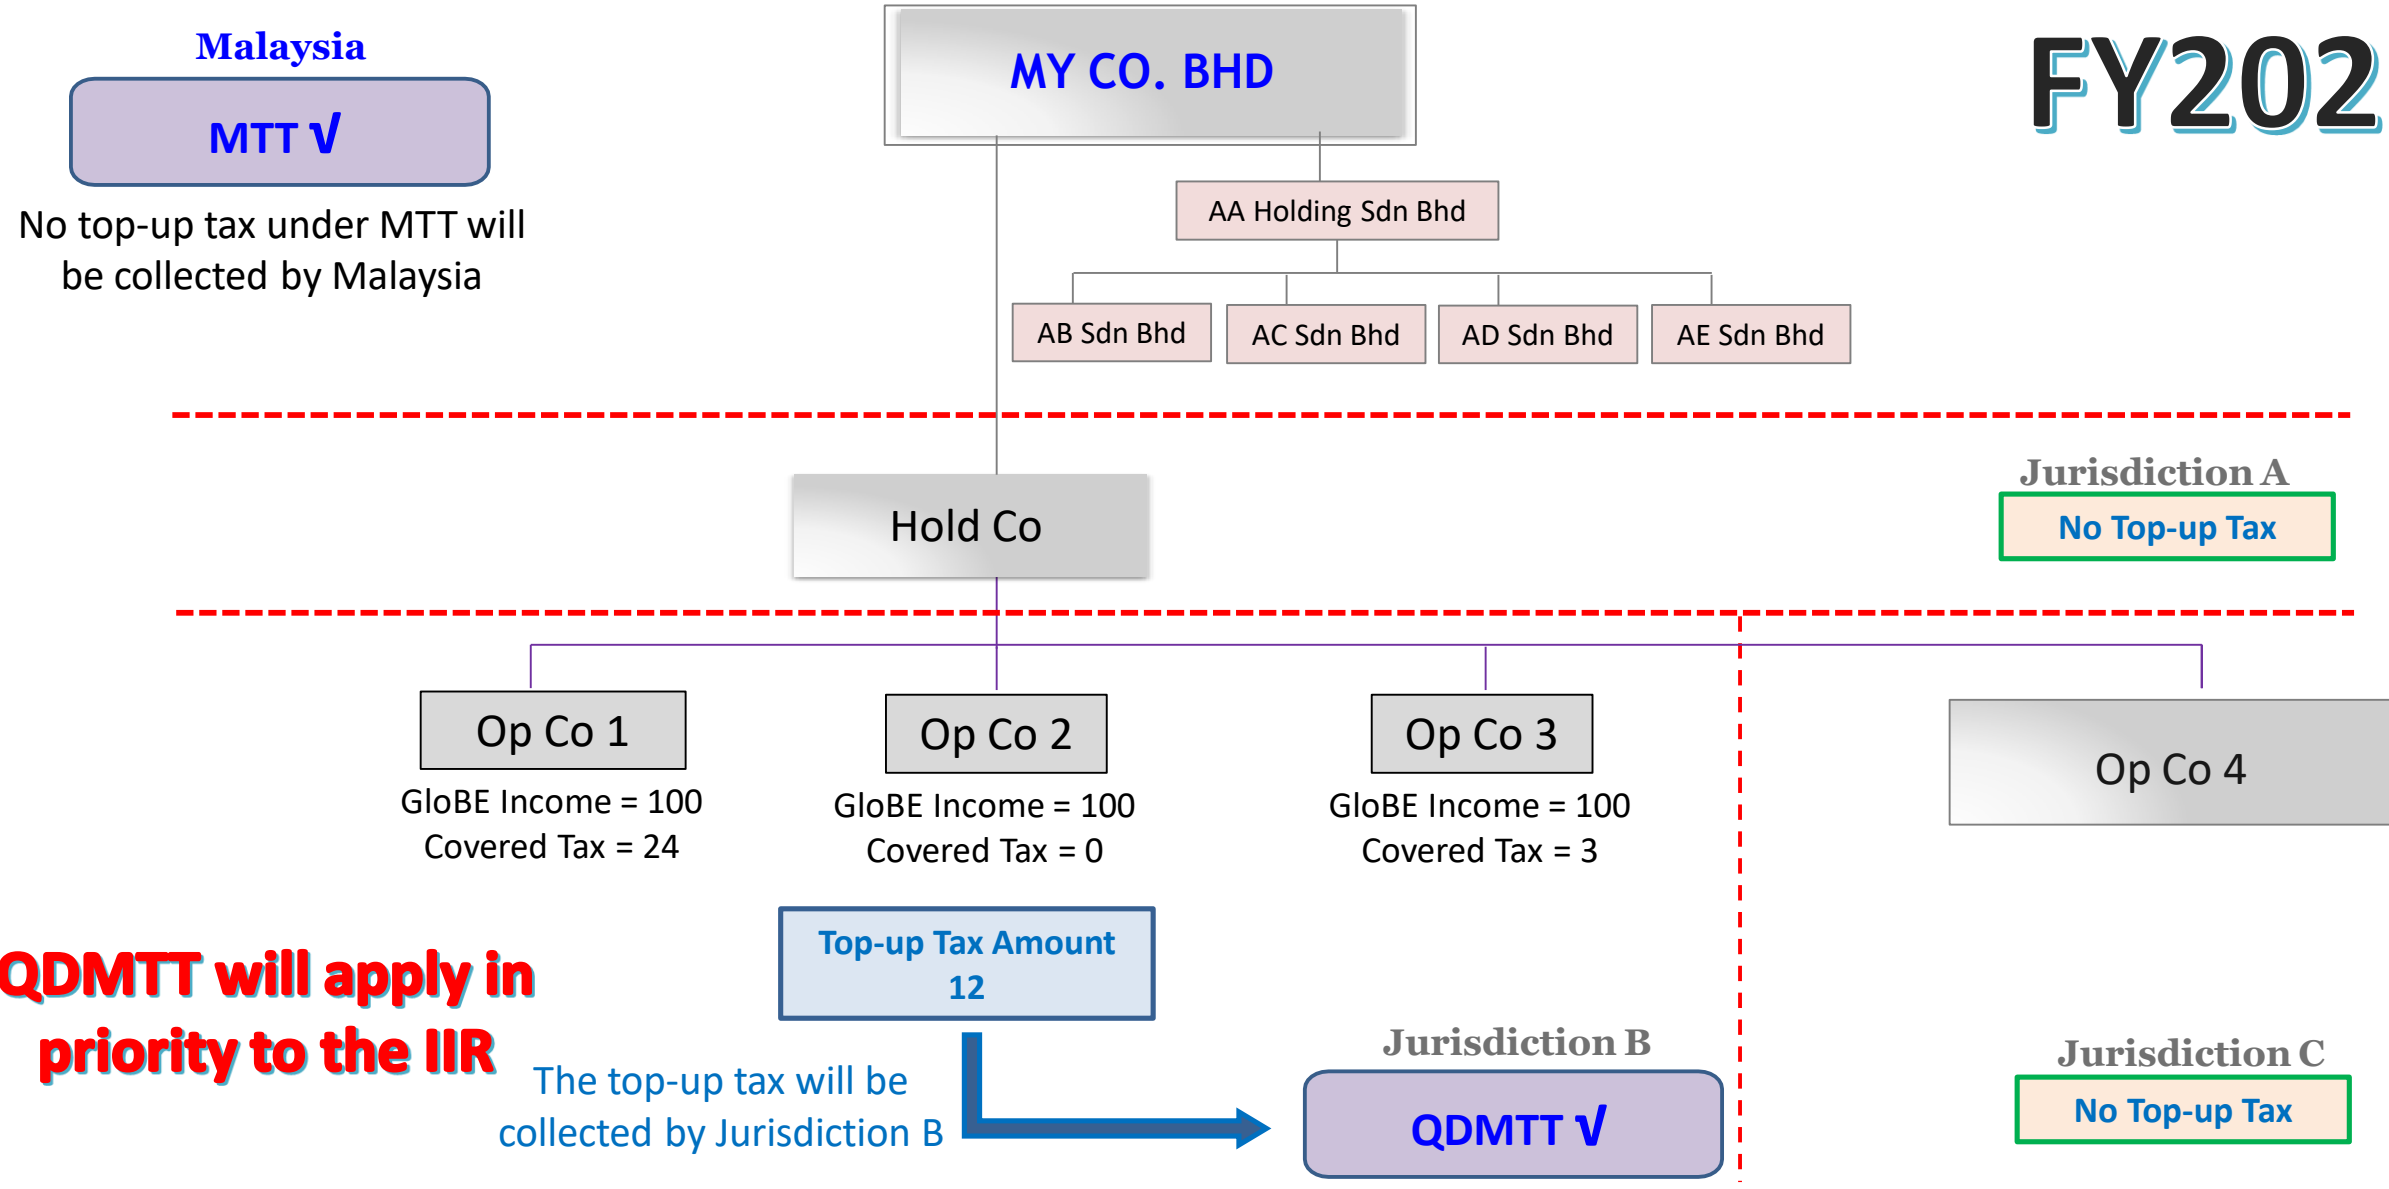 Malaysia
MTT √
No top-up tax under MTT will
be collected by Malaysia
MY CO. BHD
FY202
AA Holding Sdn Bhd
AB Sdn Bhd
AC Sdn Bhd
AD Sdn Bhd
AE Sdn Bhd
Jurisdiction A
No Top-up Tax
Hold Co
Op Co 1
GloBE Income = 100
Covered Tax = 24
Op Co 2
GloBE Income = 100
Covered Tax = 0
Op Co 3
GloBE Income = 100
Covered Tax = 3
Op Co 4
Top-up Tax Amount
12
QDMTT will apply in
priority to the IIR
The top-up tax will be
collected by Jurisdiction B
Jurisdiction B
QDMTT √
Jurisdiction C
No Top-up Tax